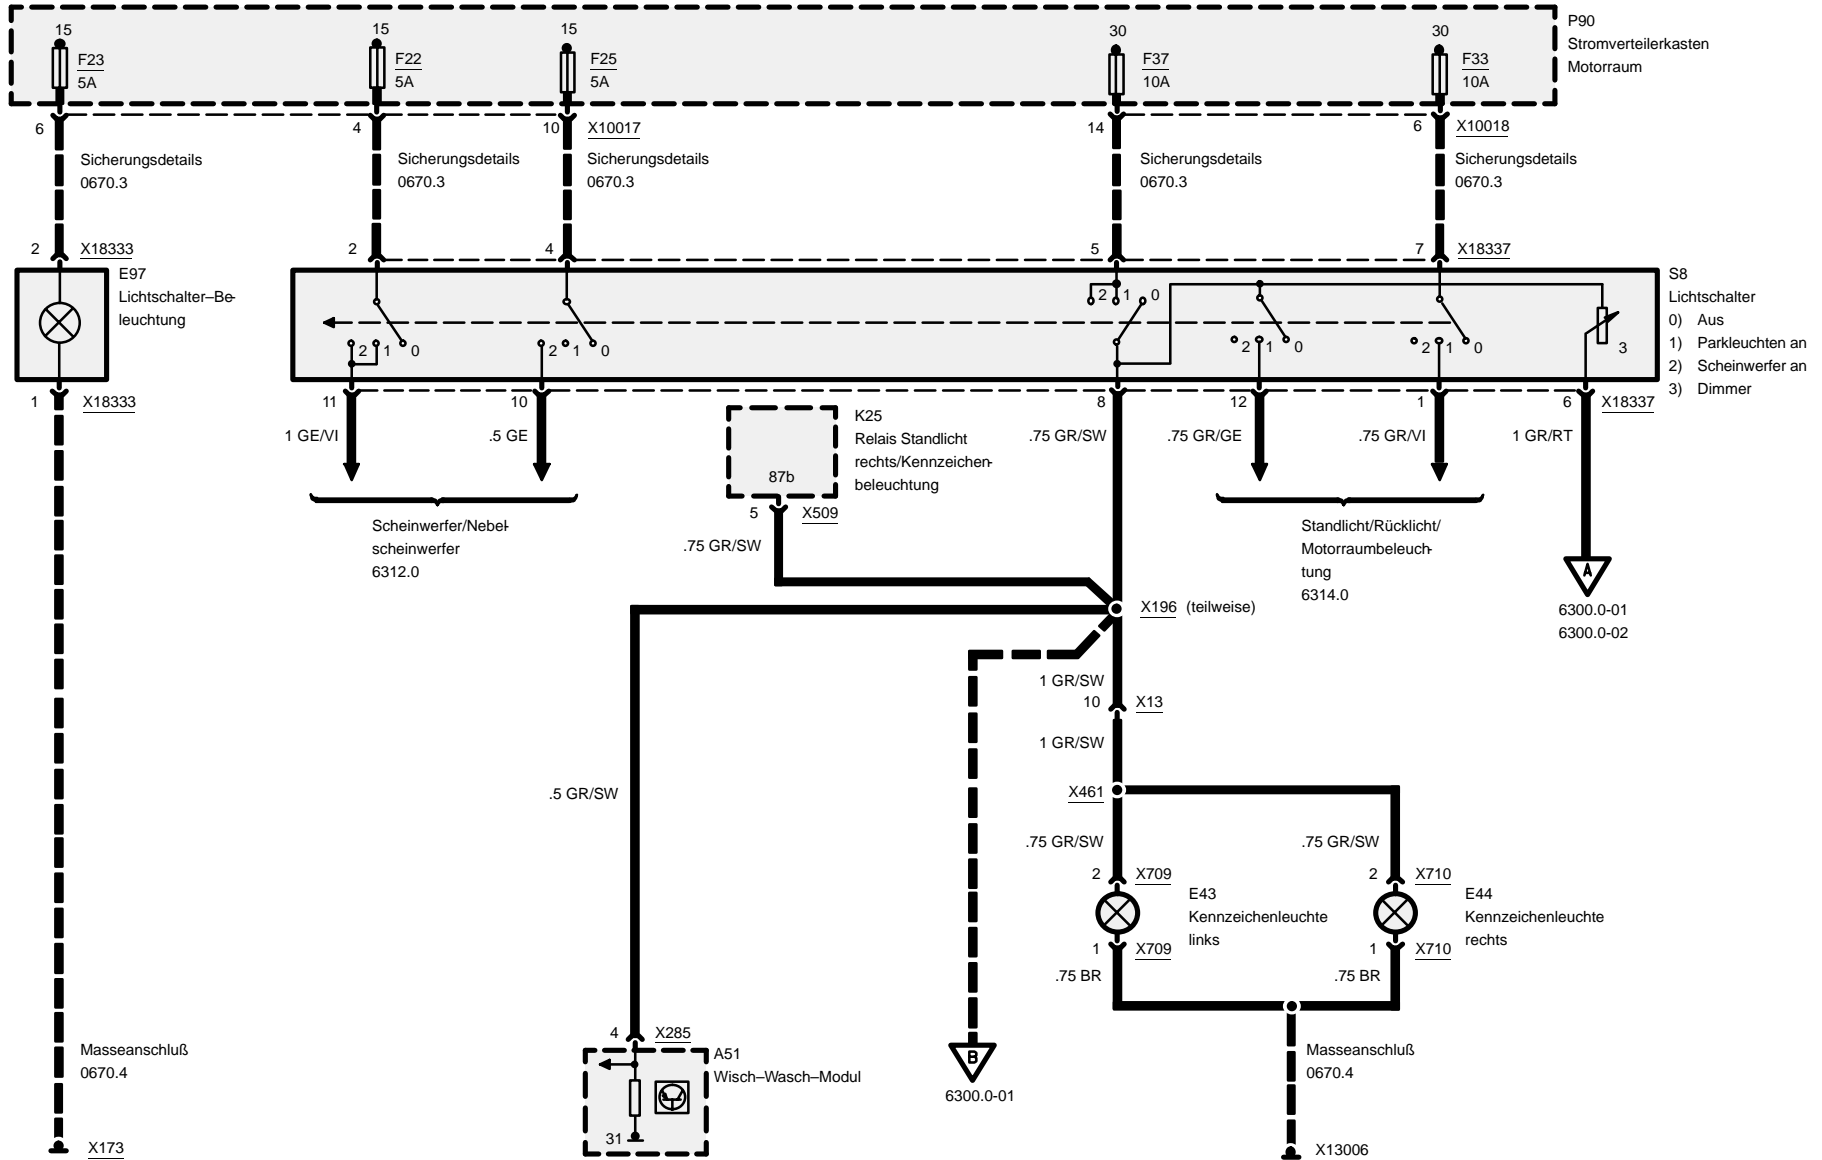 15
15
15
30
30
P90
Stromverteilerkasten
Motorraum
F23
5A
F22
5A
F25
5A
F37
10A
F33
10A
6
4
10
X10017
14
6
X10018
Sicherungsdetails
0670.3
Sicherungsdetails
0670.3
Sicherungsdetails
0670.3
Sicherungsdetails
0670.3
Sicherungsdetails
0670.3
2
X18333
2
4
5
7
X18337
E97
Lichtschalter–Be-
leuchtung
S8
Lichtschalter
0) Aus
1) Parkleuchten an
2) Scheinwerfer an
3) Dimmer
2 1 0
2 1 0
2 1 0
2 1 0
2 1 0
3
1
X18333
11
10
8
12
1
6
X18337
1 GE/VI
.5 GE
.75 GR/SW
.75 GR/GE
.75 GR/VI
1 GR/RT
K25
Relais Standlicht
rechts/Kennzeichen-
beleuchtung
87b
5
X509
.75 GR/SW
Scheinwerfer/Nebel-
scheinwerfer
6312.0
Standlicht/Rücklicht/
Motorraumbeleuch-
tung
6314.0
A
6300.0-01
6300.0-02
X196 (teilweise)
1 GR/SW
10
X13
1 GR/SW
.5 GR/SW
X461
.75 GR/SW
.75 GR/SW
2
X709
2
X710
E43
Kennzeichenleuchte
links
E44
Kennzeichenleuchte
rechts
1
X709
1
X710
.75 BR
.75 BR
4
X285
A51
Wisch–Wasch–Modul
31
B
6300.0-01
Masseanschluß
0670.4
Masseanschluß
0670.4
X173
X13006